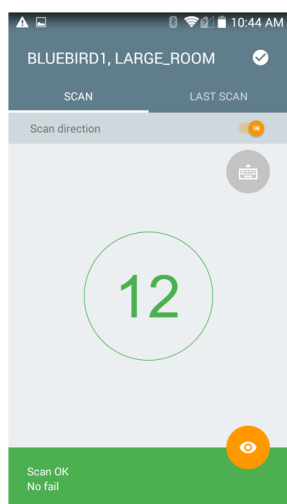 10:44 AM
BLUEBIRD1, LARGE_ROOM
SCAN
LAST SCAN
Scan direction
IN
12
Scan OK
No fail